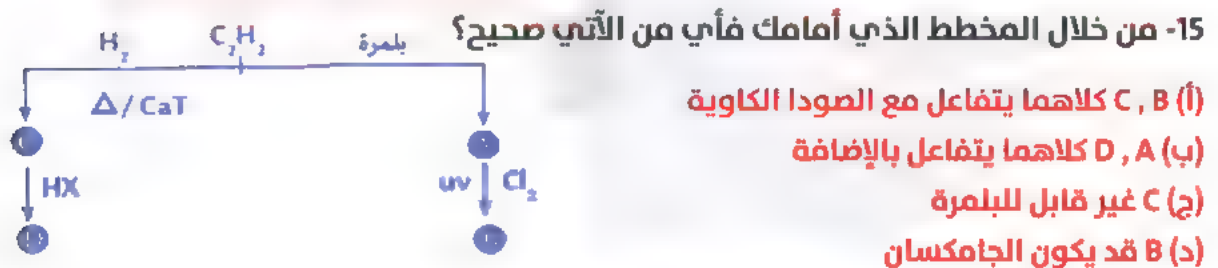 15- من خلال المخطط الذي أمامك فأي من الآتي صحيح؟
(أ) C , B كلاهما يتفاعل مع الصودا الكاوية
(ب) D , A كلاهما يتفاعل بالإضافة
(ج) C غير قابل للبلمرة
(د) B قد يكون الجامكسان
H₂ C₂H₂ بلمرة
Δ/ CaT
HX uv Cl₂